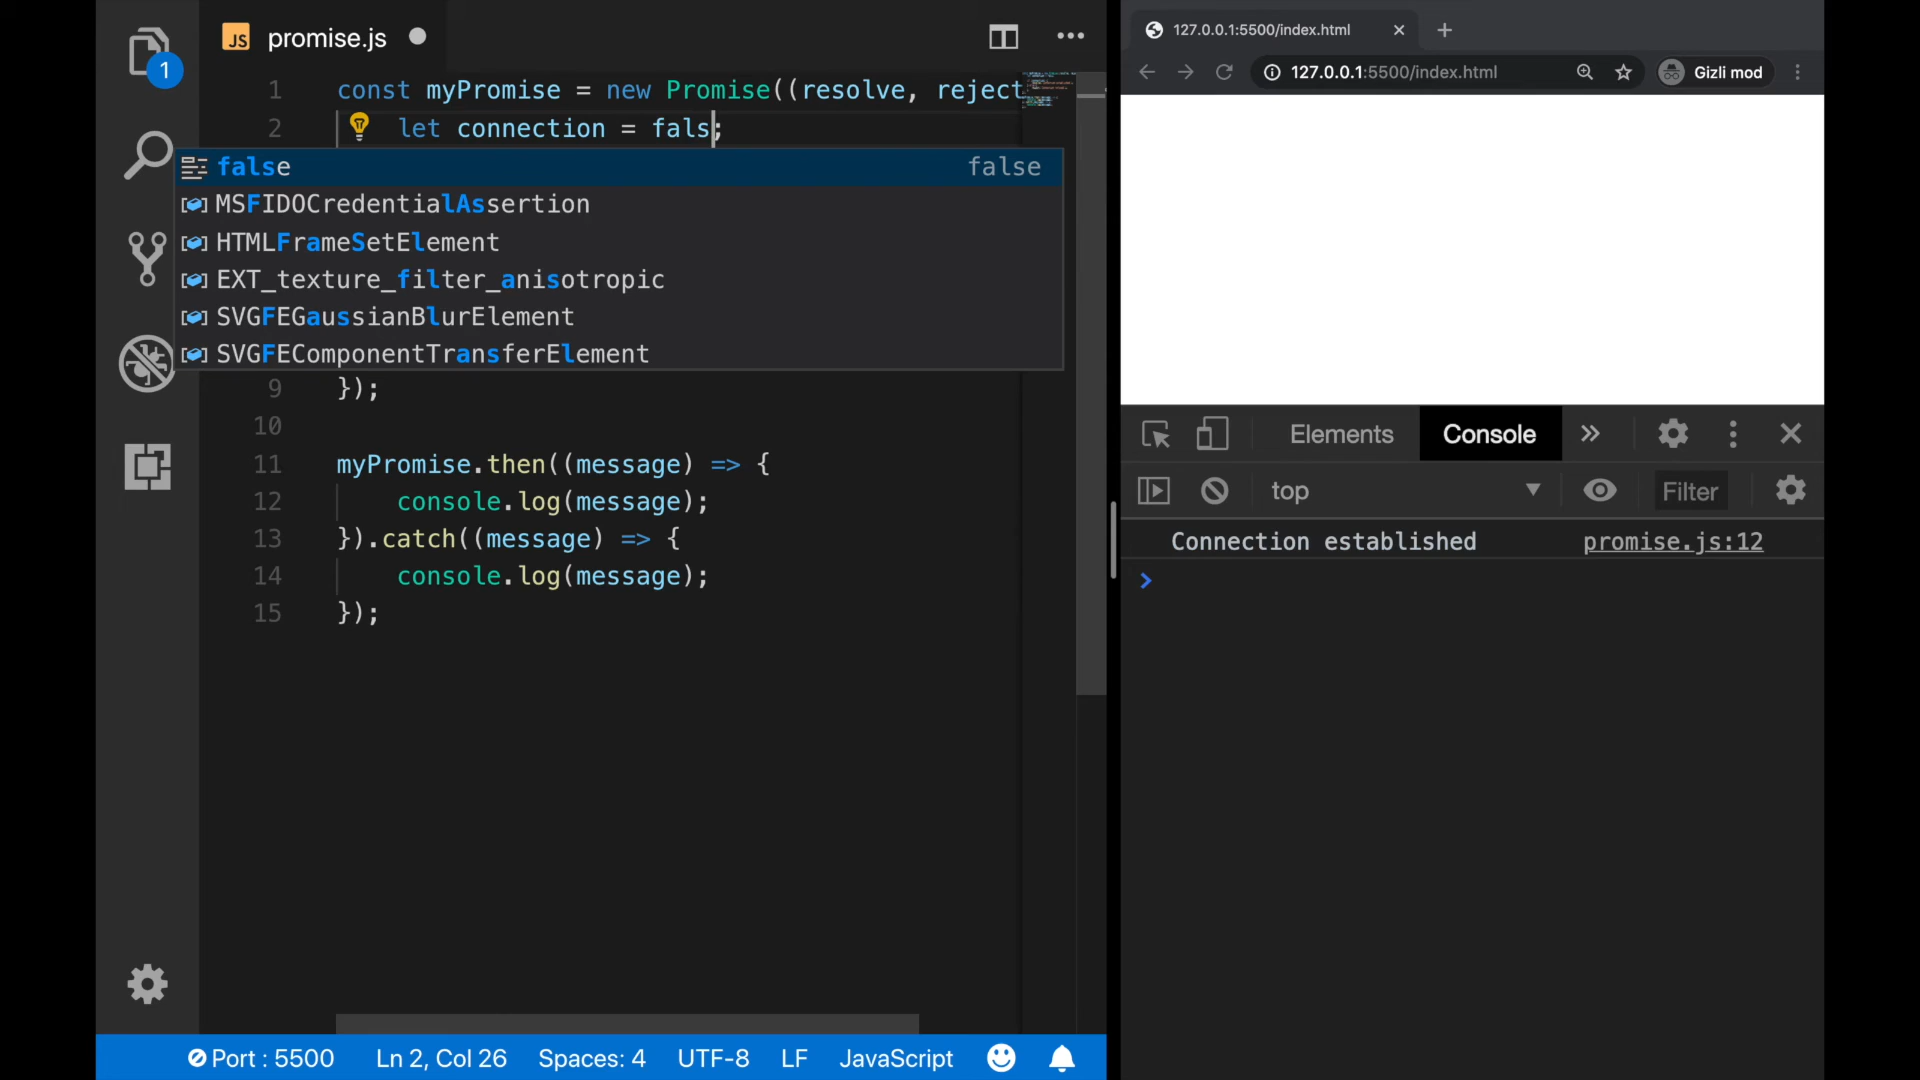 1
JS promise.js
1 const myPromise = new Promise((resolve, reject
2 let connection = fals;
false false
MSFIDOCredentialAssertion
HTMLFrameSetElement
EXT_texture_filter_anisotropic
SVGFEGaussianBlurElement
SVGFEComponentTransferElement
9 });
10
11 myPromise.then((message) => {
12 console.log(message);
13 }).catch((message) => {
14 console.log(message);
15 });
Port : 5500 Ln 2, Col 26 Spaces: 4 UTF-8 LF JavaScript
127.0.0.1:5500/index.html
127.0.0.1:5500/index.html Gizli mod
Elements Console
top Filter
Connection established promise.js:12